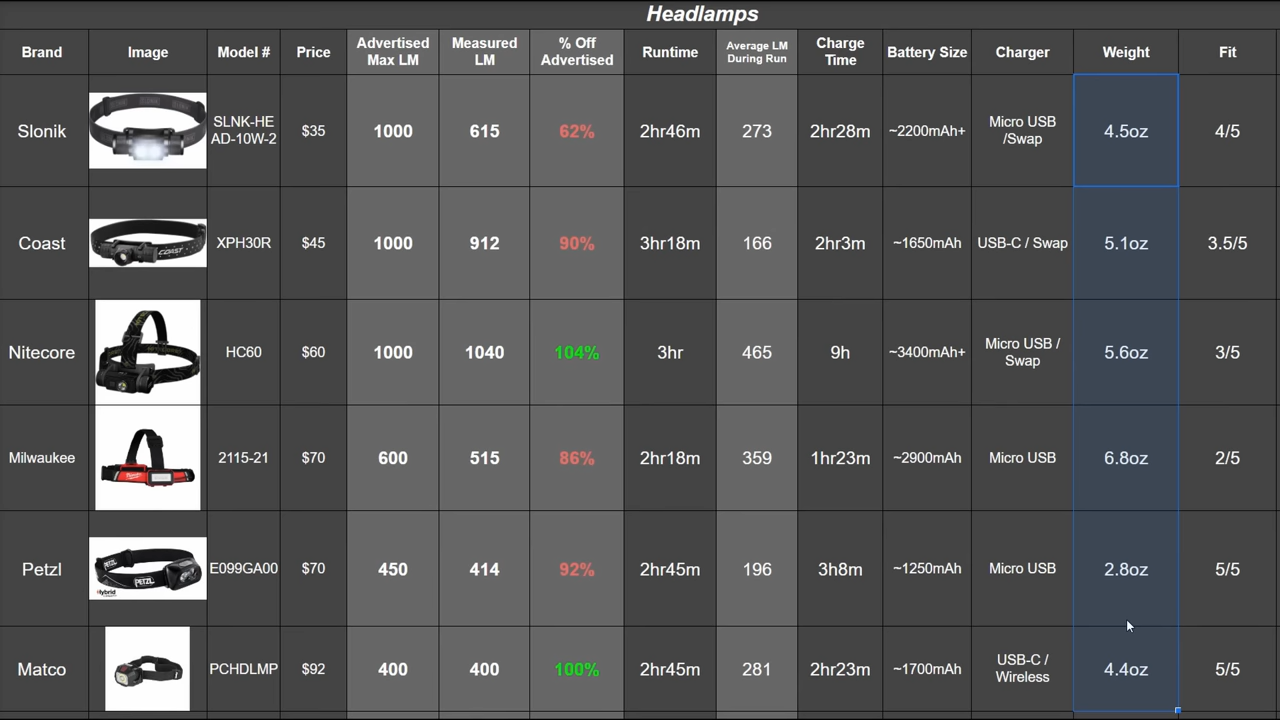 Headlamps
Brand Image Model # Price Advertised Max LM Measured LM % Off Advertised Runtime Average LM During Run Charge Time Battery Size Charger Weight Fit
Slonik SLNK-HE AD-10W-2 $35 1000 615 62% 2hr46m 273 2hr28m ~2200mAh+ Micro USB /Swap 4.5oz 4/5
Coast COAST XPH30R $45 1000 912 90% 3hr18m 166 2hr3m ~1650mAh USB-C / Swap 5.1oz 3.5/5
Nitecore HC60 $60 1000 1040 104% 3hr 465 9h ~3400mAh+ Micro USB / Swap 5.6oz 3/5
Milwaukee 2115-21 $70 600 515 86% 2hr18m 359 1hr23m ~2900mAh Micro USB 6.8oz 2/5
Petzl PETZL PETZL Hybrid E099GA00 $70 450 414 92% 2hr45m 196 3h8m ~1250mAh Micro USB 2.8oz 5/5
Matco PCHDLMP $92 400 400 100% 2hr45m 281 2hr23m ~1700mAh USB-C / Wireless 4.4oz 5/5